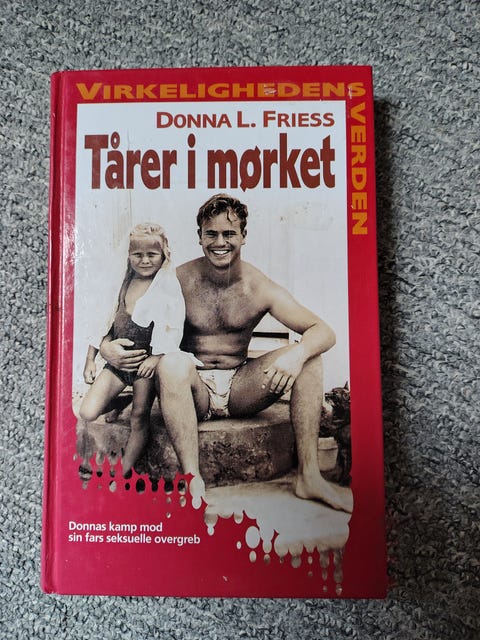 VIRKELIGHEDENS VERDEN
DONNA L. FRIESS
Tårer i mørket
Donnas kamp mod
sin fars seksuelle overgreb